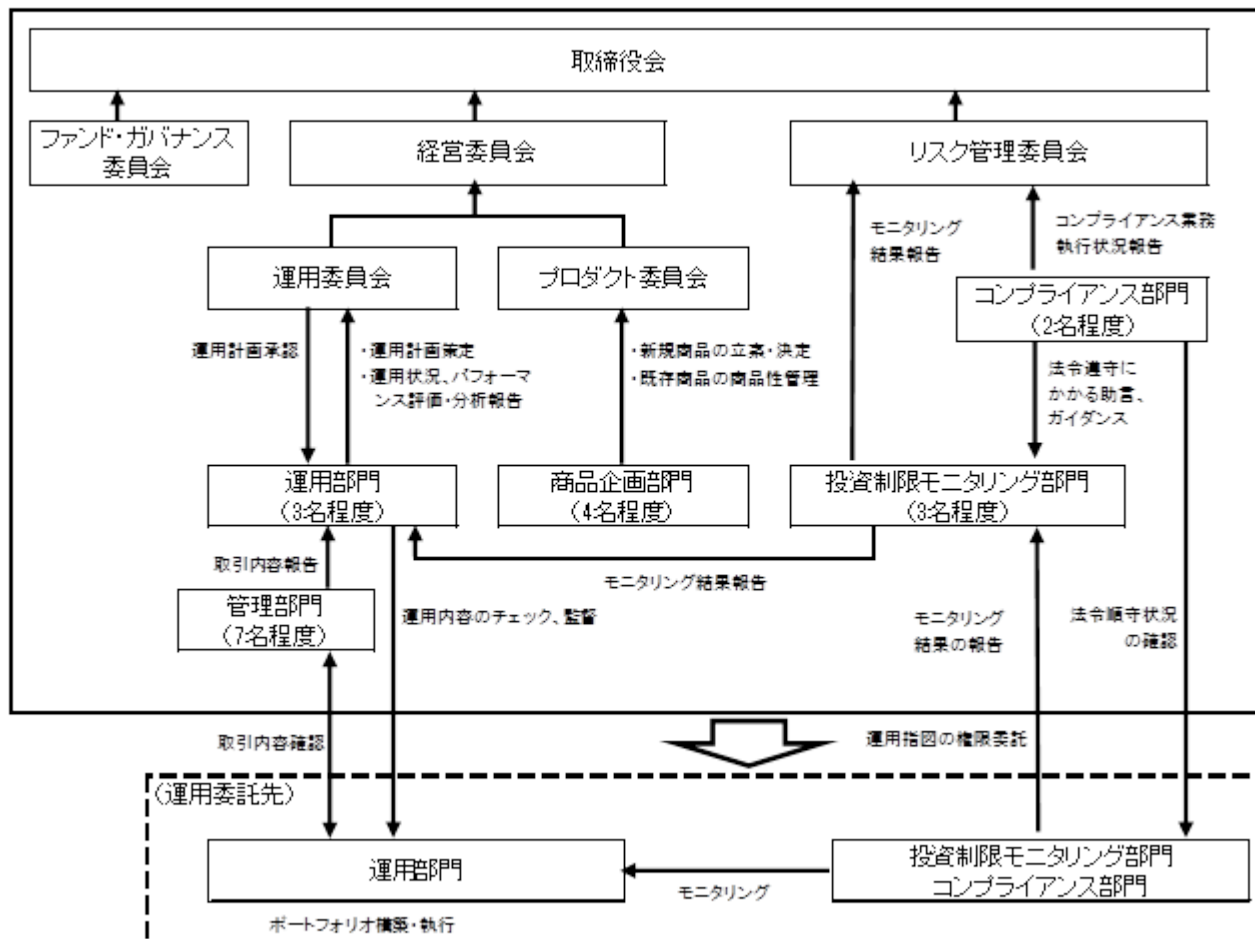 取締役会
ファンド・ガバナンス
委員会
経営委員会
リスク管理委員会
モニタリング
結果報告
コンプライアンス業務
執行状況報告
運用委員会
プロダクト委員会
コンプライアンス部門
(2名程度)
運用計画承認
・運用計画策定
・運用状況、パフォーマ
ンス評価・分析報告
・新規商品の立案・決定
・既存商品の商品性管理
法令遵守に
かかる助言、
ガイダンス
運用部門
(3名程度)
商品企画部門
(4名程度)
投資制限モニタリング部門
(3名程度)
取引内容報告
モニタリング結果報告
管理部門
(7名程度)
運用内容のチェック、監督
モニタリング
結果の報告
法令順守状況
の確認
取引内容確認
運用指図の権限委託
(運用委託先)
運用部門
投資制限モニタリング部門
コンプライアンス部門
モニタリング
ポートフォリオ構築・執行